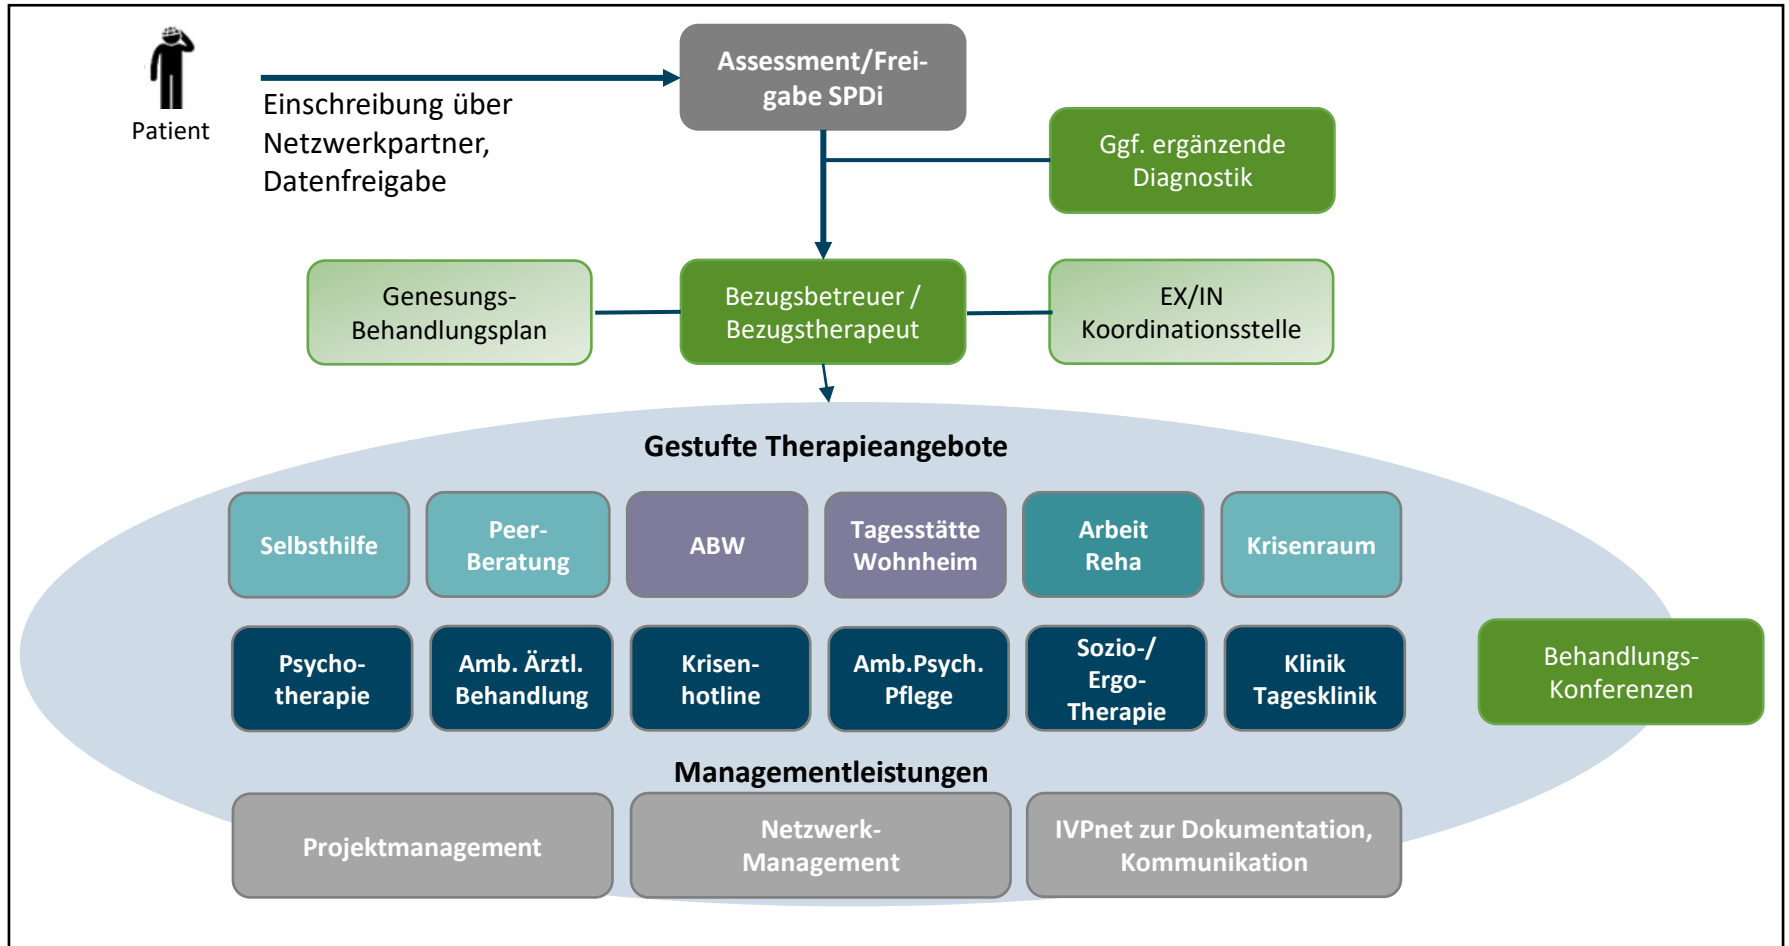 Patient
Einschreibung über
Netzwerkpartner,
Datenfreigabe
Assessment/Frei-
gabe SPDi
Ggf. ergänzende
Diagnostik
Genesungs-
Behandlungsplan
Bezugsbetreuer /
Bezugstherapeut
EX/IN
Koordinationsstelle
Gestufte Therapieangebote
Selbsthilfe
Peer-
Beratung
ABW
Tagesstätte
Wohnheim
Arbeit
Reha
Krisenraum
Psycho-
therapie
Amb. Ärztl.
Behandlung
Krisen-
hotline
Amb.Psych.
Pflege
Sozio-/
Ergo-
Therapie
Klinik
Tagesklinik
Behandlungs-
Konferenzen
Managementleistungen
Projektmanagement
Netzwerk-
Management
IVPnet zur Dokumentation,
Kommunikation